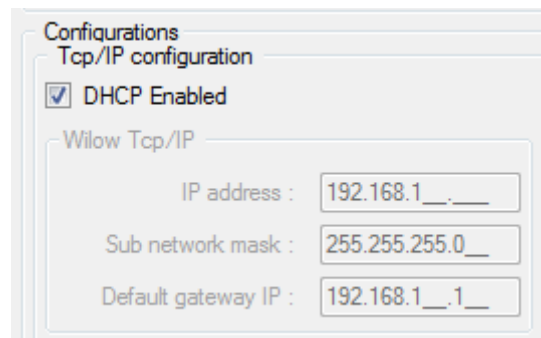 Configurations
Tcp/IP configuration
DHCP Enabled
Wilow Tcp/IP
IP address : 192.168.1__.___
Sub network mask : 255.255.255.0__
Default gateway IP : 192.168.1__.1__